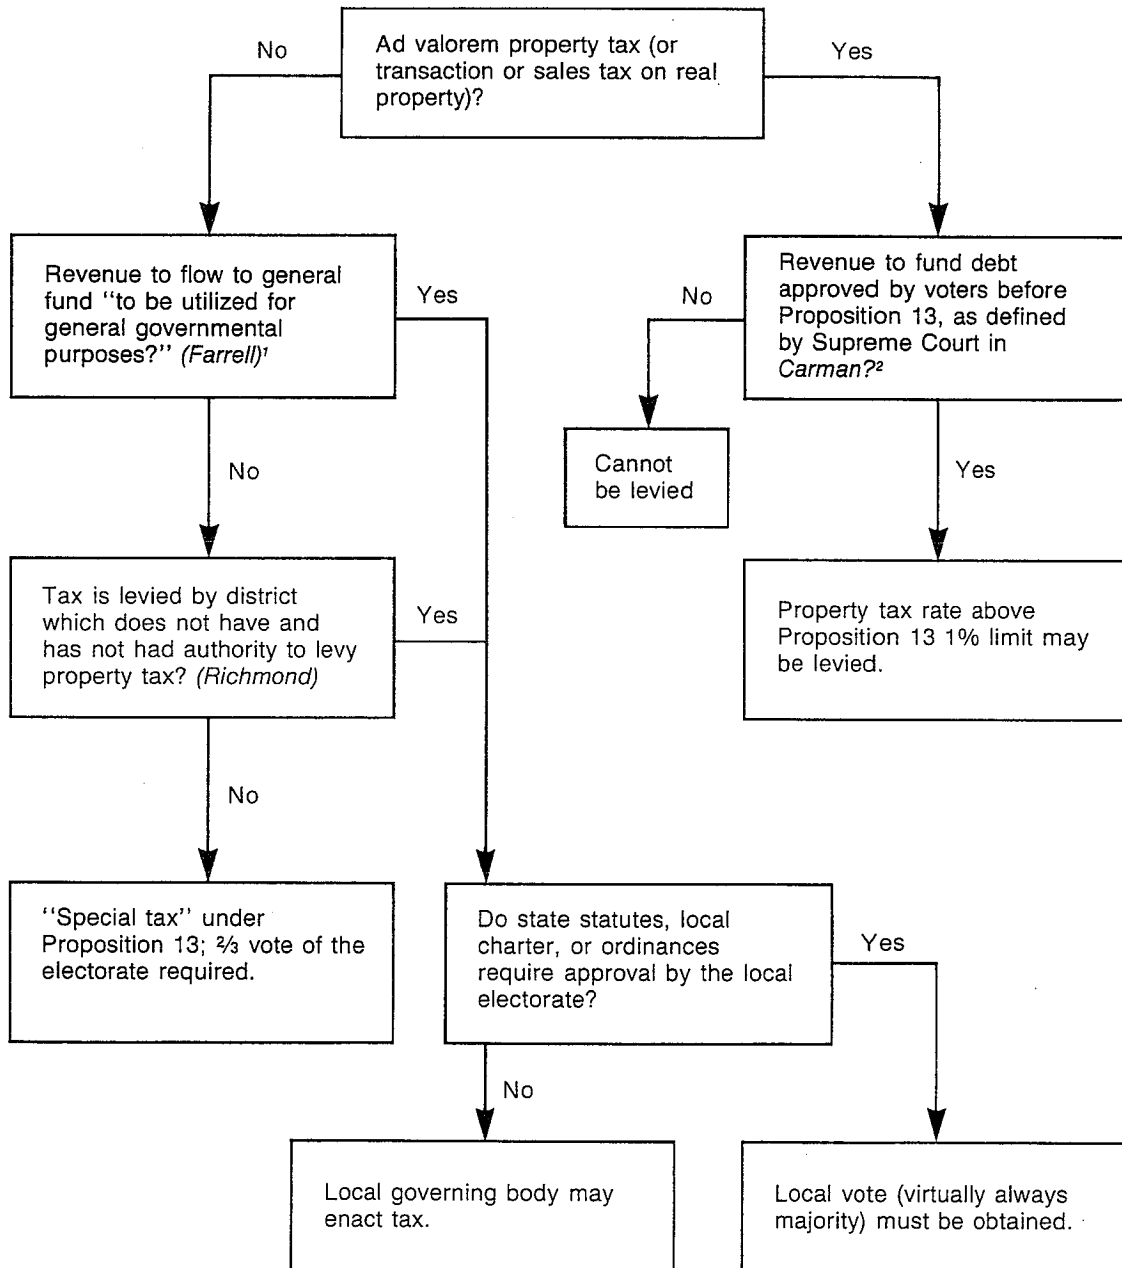 Ad valorem property tax (or
transaction or sales tax on real
property)?
No
Yes
Revenue to flow to general
fund "to be utilized for
general governmental
purposes?" (Farrell)¹
Yes
No
Revenue to fund debt
approved by voters before
Proposition 13, as defined
by Supreme Court in
Carman?²
No
Cannot
be levied
Yes
Tax is levied by district
which does not have and
has not had authority to levy
property tax? (Richmond)
Yes
Property tax rate above
Proposition 13 1% limit may
be levied.
No
"Special tax" under
Proposition 13; ⅔ vote of the
electorate required.
Do state statutes, local
charter, or ordinances
require approval by the local
electorate?
Yes
No
Local governing body may
enact tax.
Local vote (virtually always
majority) must be obtained.